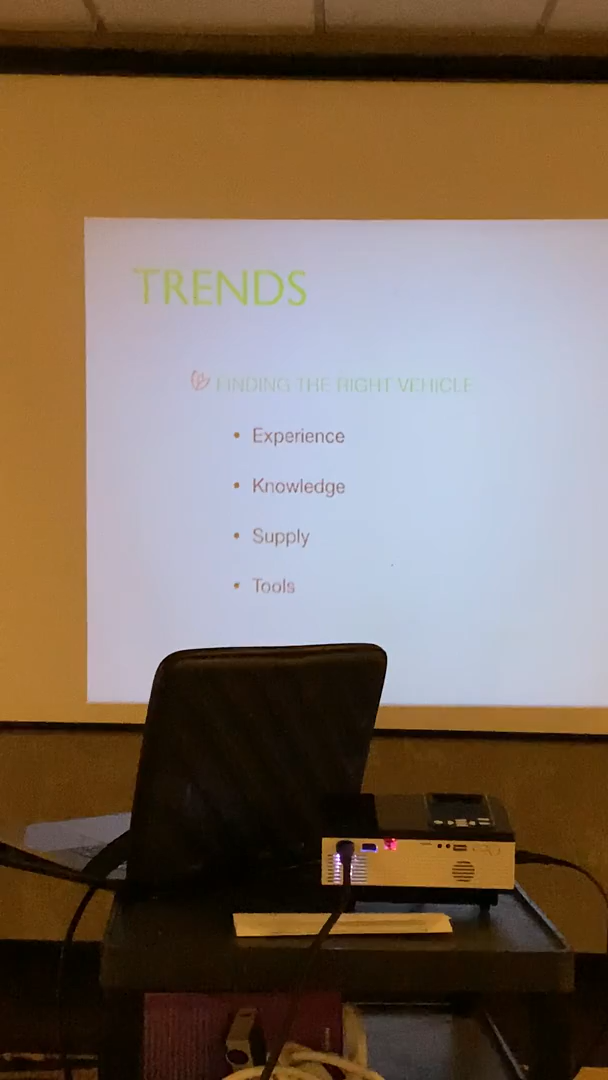 TRENDS
FINDING THE RIGHT VEHICLE
• Experience
• Knowledge
• Supply
• Tools